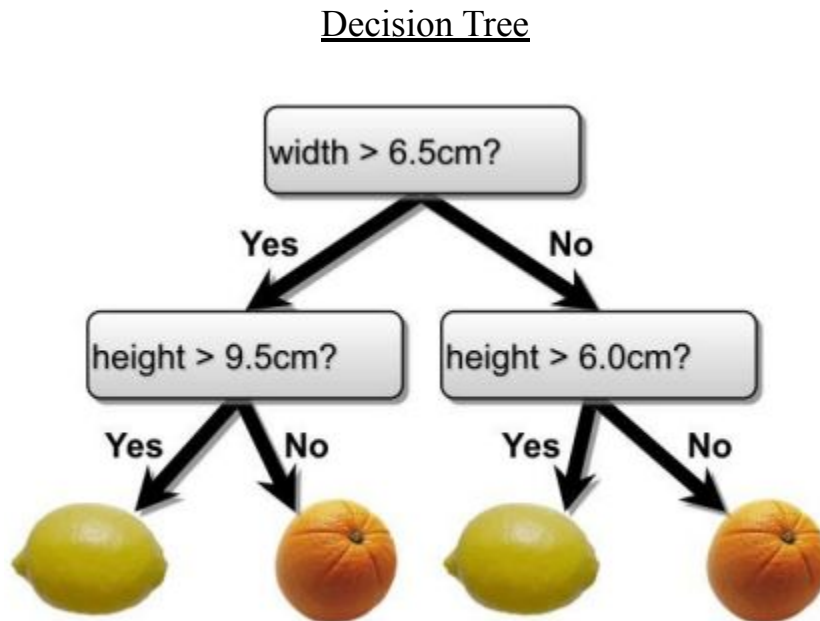 Decision Tree
width > 6.5cm?
Yes
No
height > 9.5cm?
height > 6.0cm?
Yes
No
Yes
No